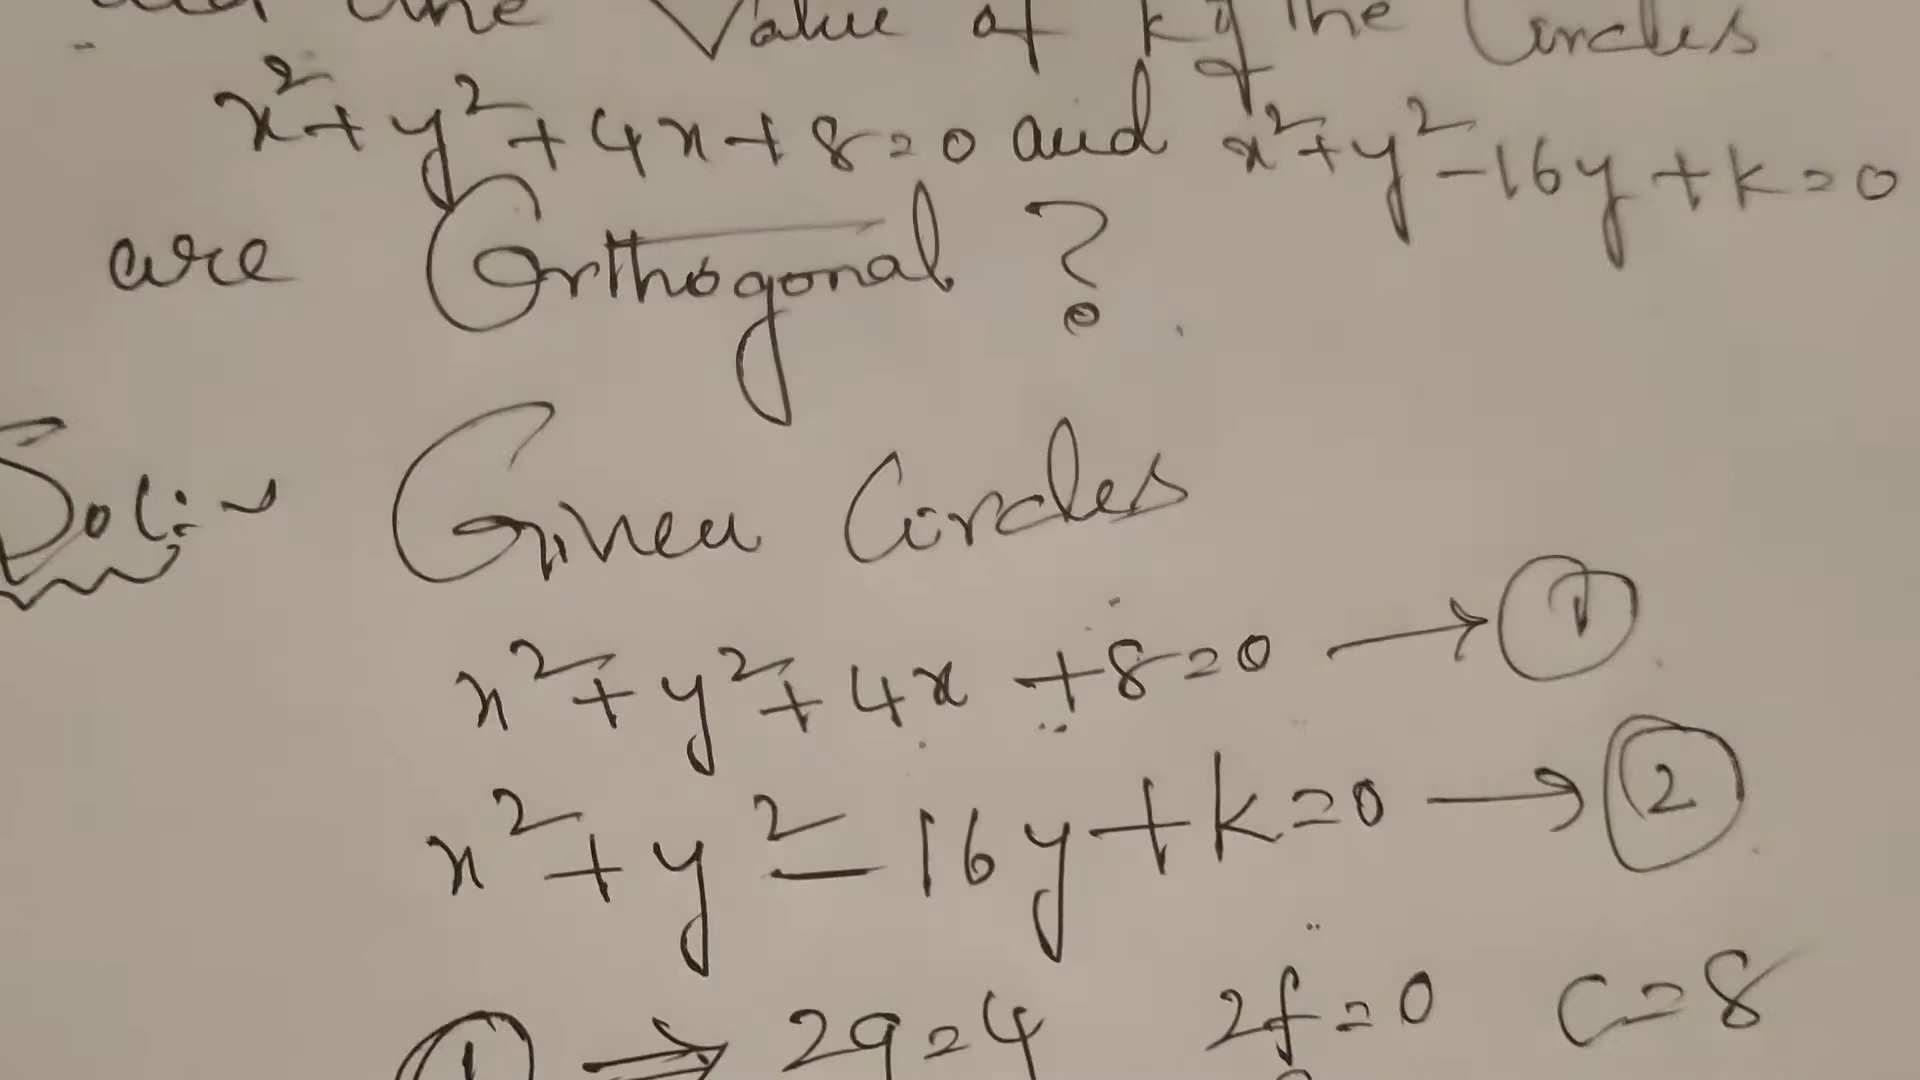 the Value of k if the Circles
x²+y²+4x+8=0 and x²+y²-16y+k=0
are Orthogonal ?
Sol:~ Given Circles
x²+y²+4x+8=0 → ①
x²+y²-16y+k=0 → ②
① ⇒ 2g=4 2f=0 c=8